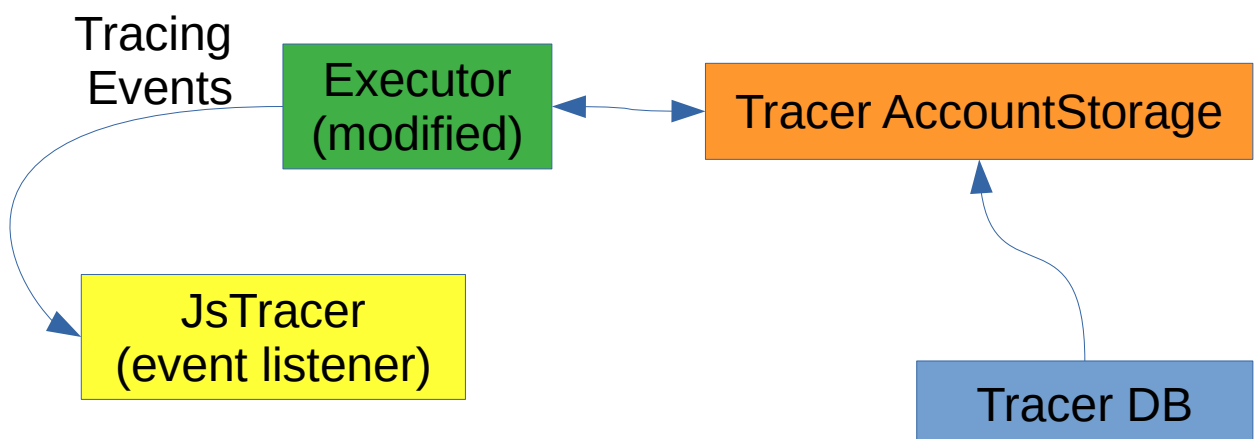 Tracing
Events
Executor
(modified)
Tracer AccountStorage
JsTracer
(event listener)
Tracer DB